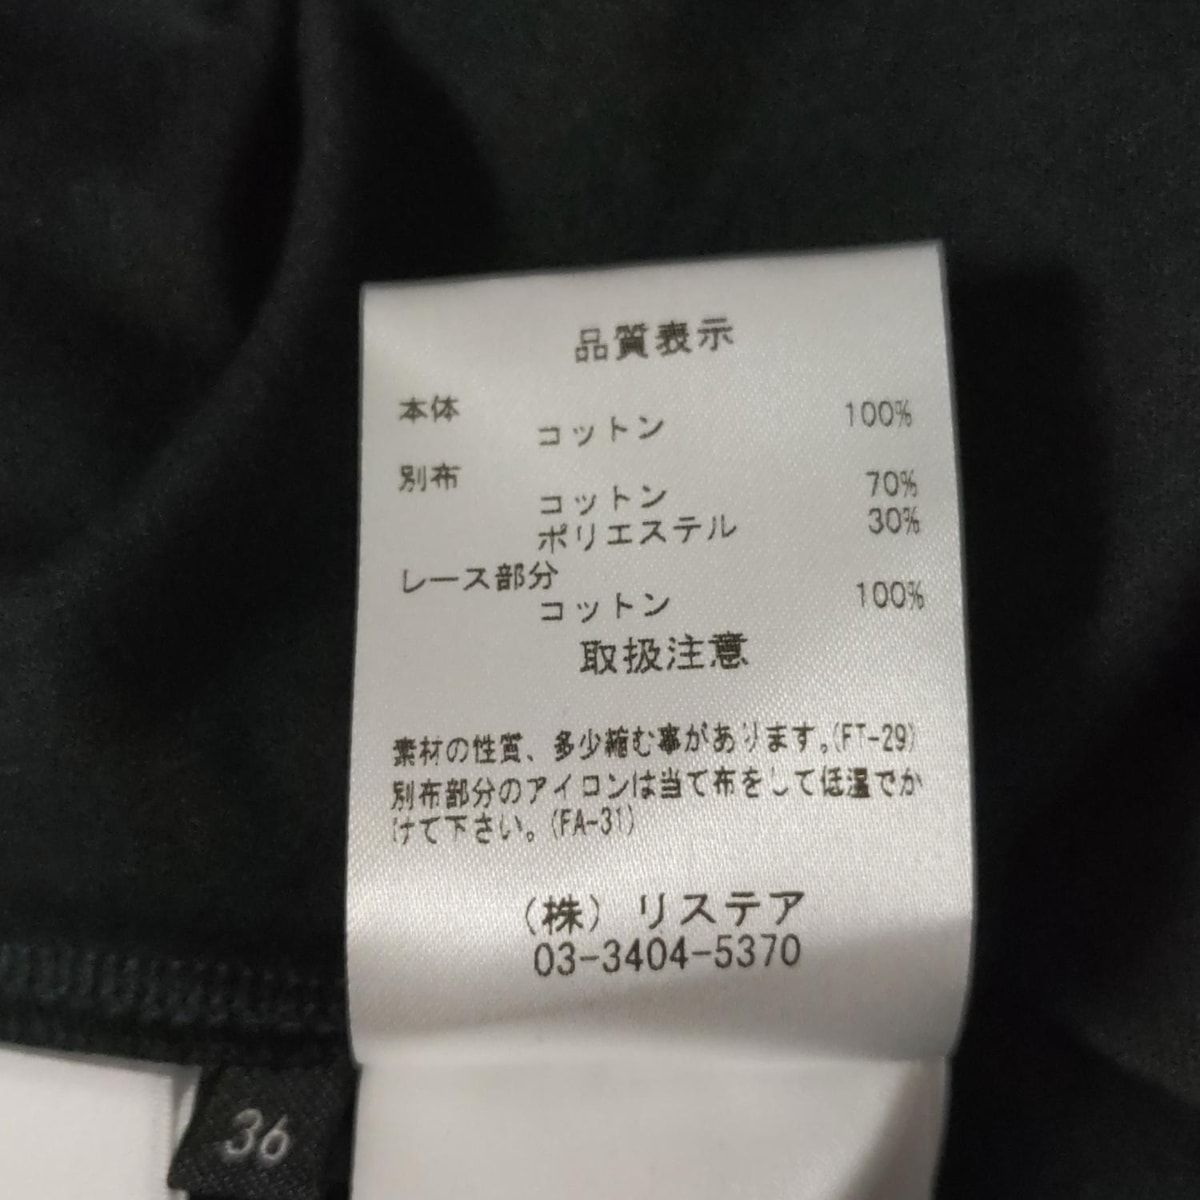 品質表示
本体
コットン 100%
別布
コットン 70%
ポリエステル 30%
レース部分
コットン 100%
取扱注意
素材の性質、多少縮む事があります。(FT-29)
別布部分のアイロンは当て布をして低温でか
けて下さい。(FA-31)
(株) リステア
03-3404-5370
36